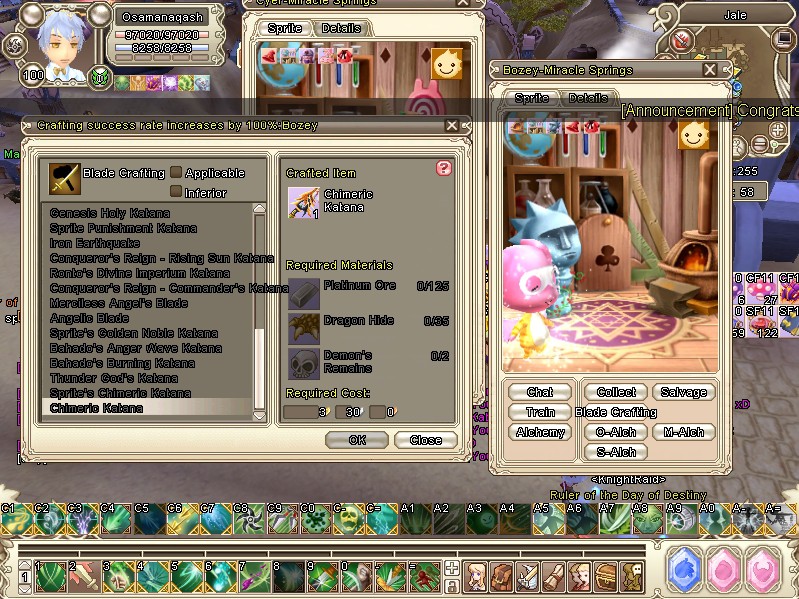 Osamanaqash
97020/97020
8258/8258
100
Cyel-Miracle Springs
Sprite
Details
Jale
Bozey-Miracle Springs
Sprite
Details
[Announcement] Congrats
Crafting success rate increases by 100%-Bozey
Blade Crafting
Applicable
Inferior
Genesis Holy Katana
Sprite Punishment Katana
Iron Earthquake
Conqueror's Reign - Rising Sun Katana
Ronto's Divine Imperium Katana
Conqueror's Reign - Commander's Katana
Merciless Angel's Blade
Angelic Blade
Sprite's Golden Noble Katana
Bahado's Anger Wave Katana
Bahado's Burning Katana
Thunder God's Katana
Sprite's Chimeric Katana
Chimeric Katana
Crafted Item
?
1
Chimeric
Katana
Required Materials
Platinum Ore 0/125
Dragon Hide 0/35
Demon's
Remains
0/2
Required Cost:
3 30 0
OK
Close
Chat
Collect
Salvage
Train
Blade Crafting
Alchemy
O-Alch
M-Alch
S-Alch
:255
: 58
CF11
27
SF11
59
122
xD
<KnightRaid>
Ruler of the Day of Destiny
C1 C2 C3 C4 C5 C6 C7 C8 C9 C0 C- C= A1 A2 A3 A4 A5 A6 A7 A8 A9 A0 A- A=
1
1 2 3 4 5 6 7 8 9 0 - =